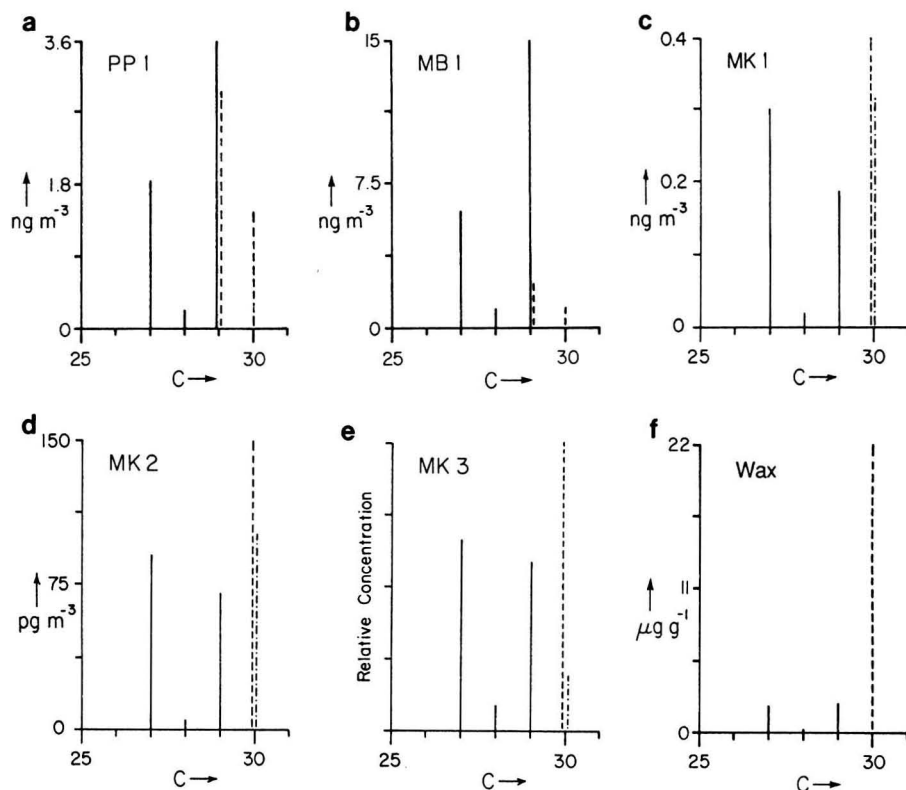 a
PP 1
3.6
1.8
ng m⁻³
0
25
30
C
b
MB 1
15
7.5
ng m⁻³
0
25
30
C
c
MK 1
0.4
0.2
ng m⁻³
0
25
30
C
d
MK 2
150
75
pg m⁻³
0
25
30
C
e
MK 3
Relative Concentration
25
30
C
f
Wax
22
11
μg g⁻¹
0
25
30
C